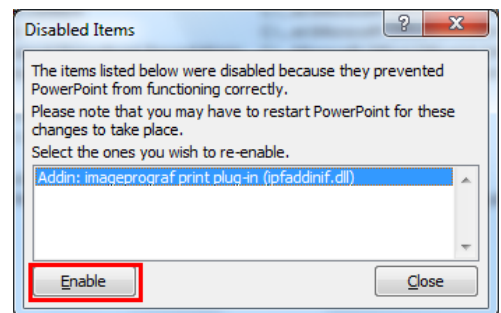 Disabled Items
The items listed below were disabled because they prevented
PowerPoint from functioning correctly.
Please note that you may have to restart PowerPoint for these
changes to take place.
Select the ones you wish to re-enable.
Addin: imageprograf print plug-in (ipfaddinif.dll)
Enable
Close